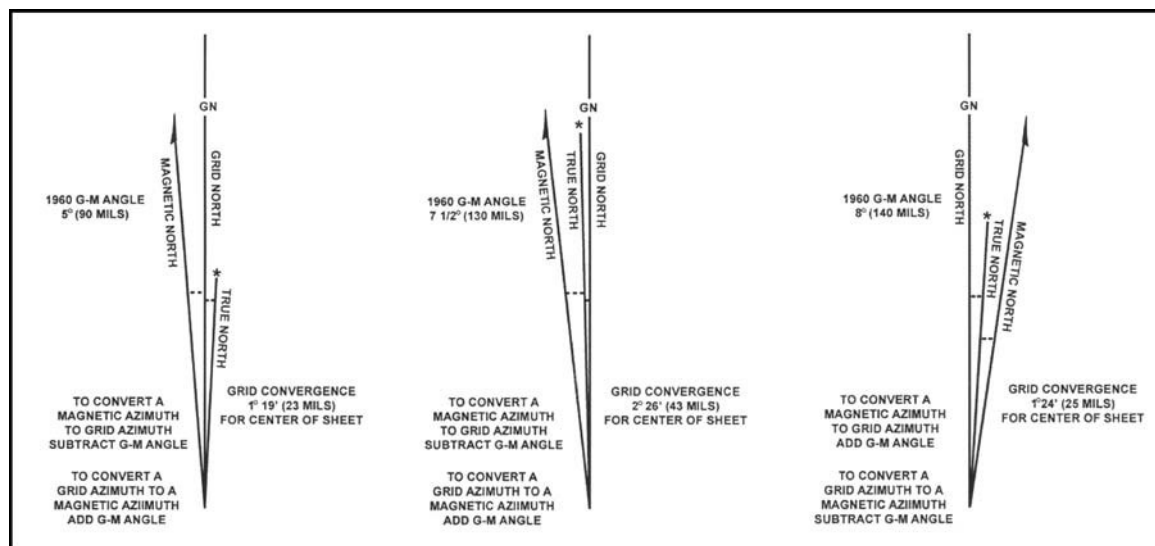 GN
MAGNETIC NORTH
GRID NORTH
1960 G-M ANGLE
5° (90 MILS)
*
TRUE NORTH
TO CONVERT A
MAGNETIC AZIMUTH
TO GRID AZIMUTH
SUBTRACT G-M ANGLE
GRID CONVERGENCE
1° 19' (23 MILS)
FOR CENTER OF SHEET
TO CONVERT A
GRID AZIMUTH TO A
MAGNETIC AZIIMUTH
ADD G-M ANGLE
GN
*
MAGNETIC NORTH
TRUE NORTH
GRID NORTH
1960 G-M ANGLE
7 1/2° (130 MILS)
TO CONVERT A
MAGNETIC AZIMUTH
TO GRID AZIMUTH
SUBTRACT G-M ANGLE
GRID CONVERGENCE
2° 26' (43 MILS)
FOR CENTER OF SHEET
TO CONVERT A
GRID AZIMUTH TO A
MAGNETIC AZIMUTH
ADD G-M ANGLE
GN
GRID NORTH
1960 G-M ANGLE
8° (140 MILS)
*
TRUE NORTH
MAGNETIC NORTH
TO CONVERT A
MAGNETIC AZIMUTH
TO GRID AZIMUTH
ADD G-M ANGLE
GRID CONVERGENCE
1°24' (25 MILS)
FOR CENTER OF SHEET
TO CONVERT A
GRID AZIMUTH TO A
MAGNETIC AZIMUTH
SUBTRACT G-M ANGLE